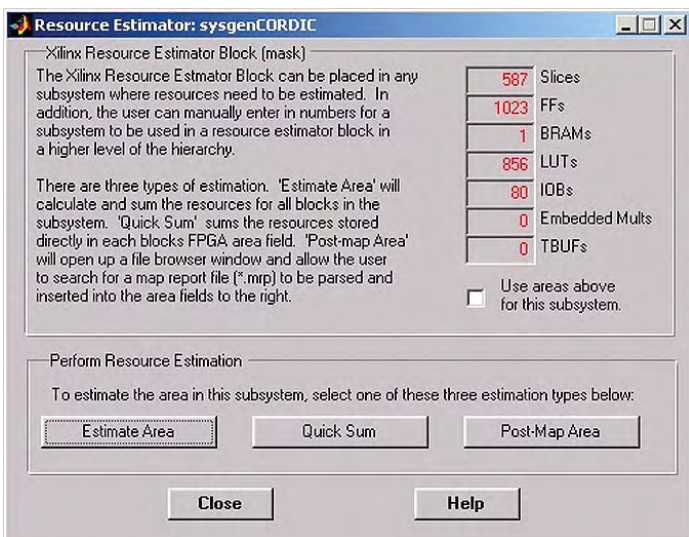 Resource Estimator: sysgenCORDIC
Xilinx Resource Estimator Block (mask)
The Xilinx Resource Estmator Block can be placed in any
subsystem where resources need to be estimated. In
addition, the user can manually enter in numbers for a
subsystem to be used in a resource estimator block in
a higher level of the hierarchy.
There are three types of estimation. 'Estimate Area' will
calculate and sum the resources for all blocks in the
subsystem. 'Quick Sum' sums the resources stored
directly in each blocks FPGA area field. 'Post-map Area'
will open up a file browser window and allow the user
to search for a map report file (*.mrp) to be parsed and
inserted into the area fields to the right.
587 Slices
1023 FFs
1 BRAMs
856 LUTs
80 IOBs
0 Embedded Mults
0 TBUFs
Use areas above
for this subsystem.
Perform Resource Estimation
To estimate the area in this subsystem, select one of these three estimation types below:
Estimate Area Quick Sum Post-Map Area
Close Help